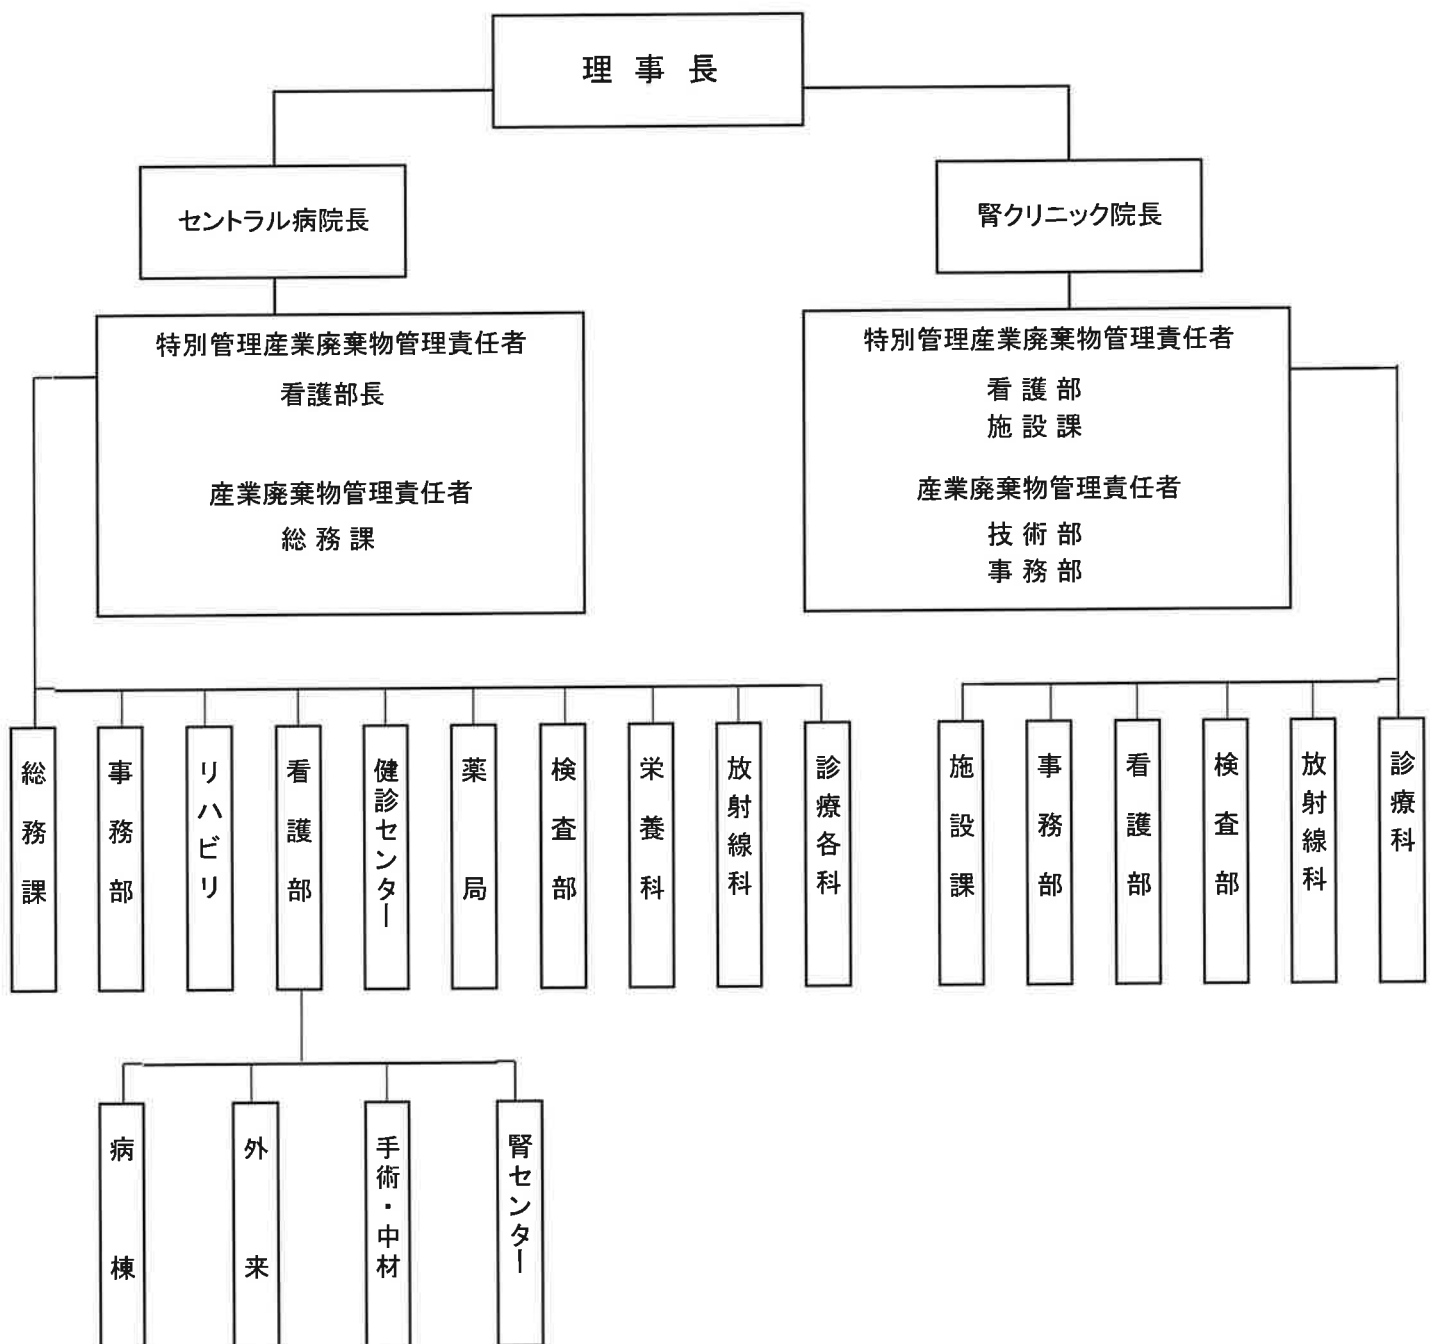 理事長
セントラル病院長
腎クリニック院長
特別管理産業廃棄物管理責任者
看護部長
産業廃棄物管理責任者
総務課
特別管理産業廃棄物管理責任者
看護部
施設課
産業廃棄物管理責任者
技術部
事務部
総務課
事務部
リハビリ
看護部
健診センター
薬局
検査部
栄養科
放射線科
診療各科
施設課
事務部
看護部
検査部
放射線科
診療科
病棟
外来
手術・中材
腎センター